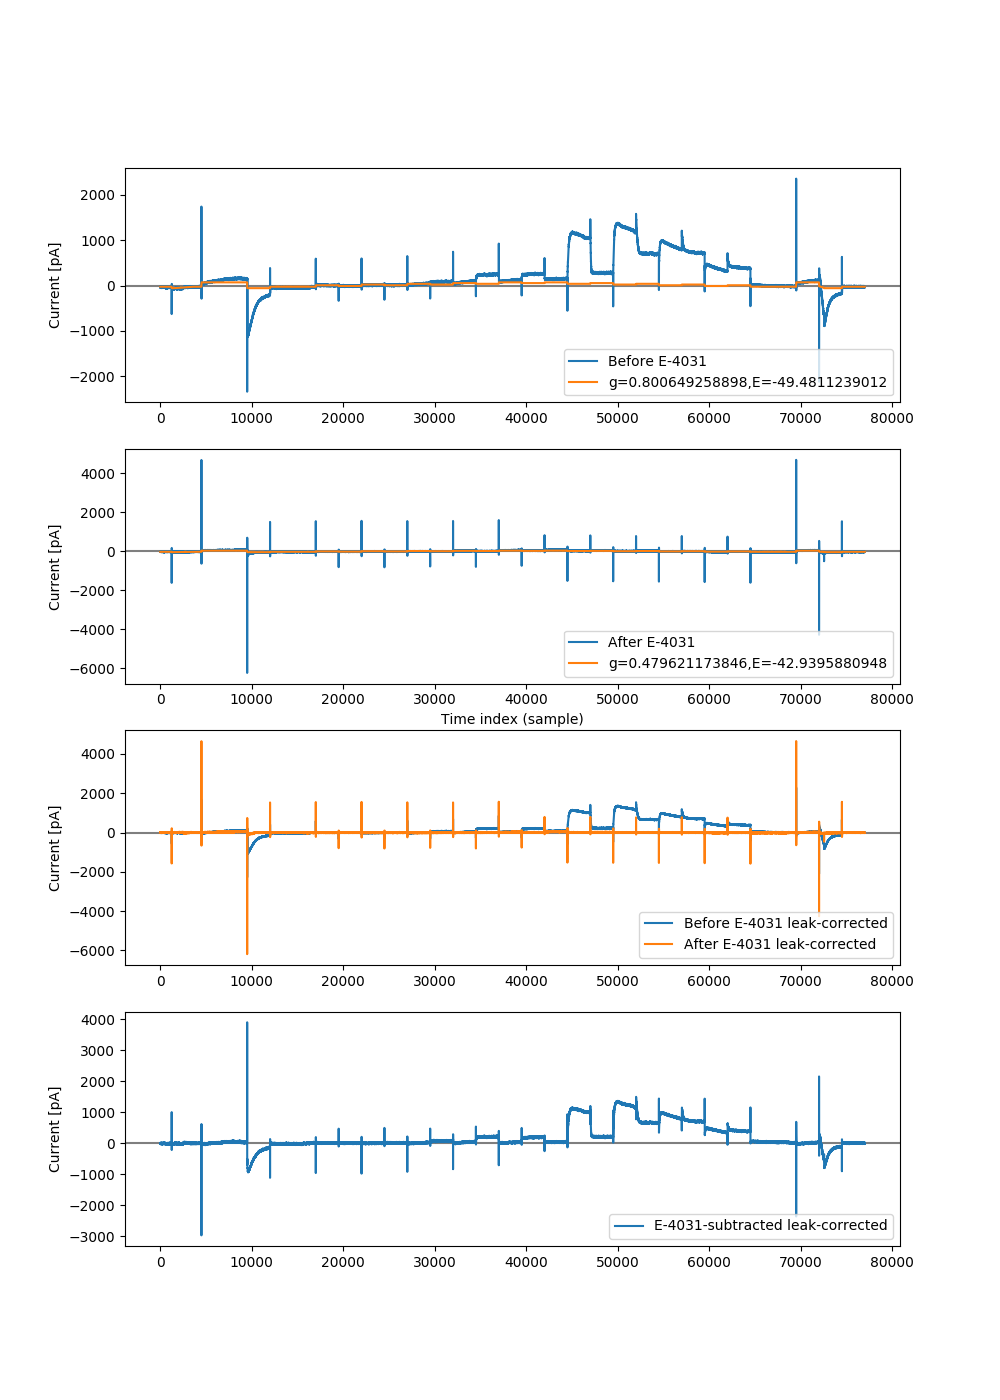 2000
1000
0
−1000
−2000
Current [pA]
Before E-4031
g=0.800649258898,E=-49.4811239012
0 10000 20000 30000 40000 50000 60000 70000 80000
4000
2000
0
−2000
−4000
−6000
Current [pA]
After E-4031
g=0.479621173846,E=-42.9395880948
0 10000 20000 30000 40000 50000 60000 70000 80000
Time index (sample)
4000
2000
0
−2000
−4000
−6000
Current [pA]
Before E-4031 leak-corrected
After E-4031 leak-corrected
0 10000 20000 30000 40000 50000 60000 70000 80000
4000
3000
2000
1000
0
−1000
−2000
−3000
Current [pA]
E-4031-subtracted leak-corrected
0 10000 20000 30000 40000 50000 60000 70000 80000